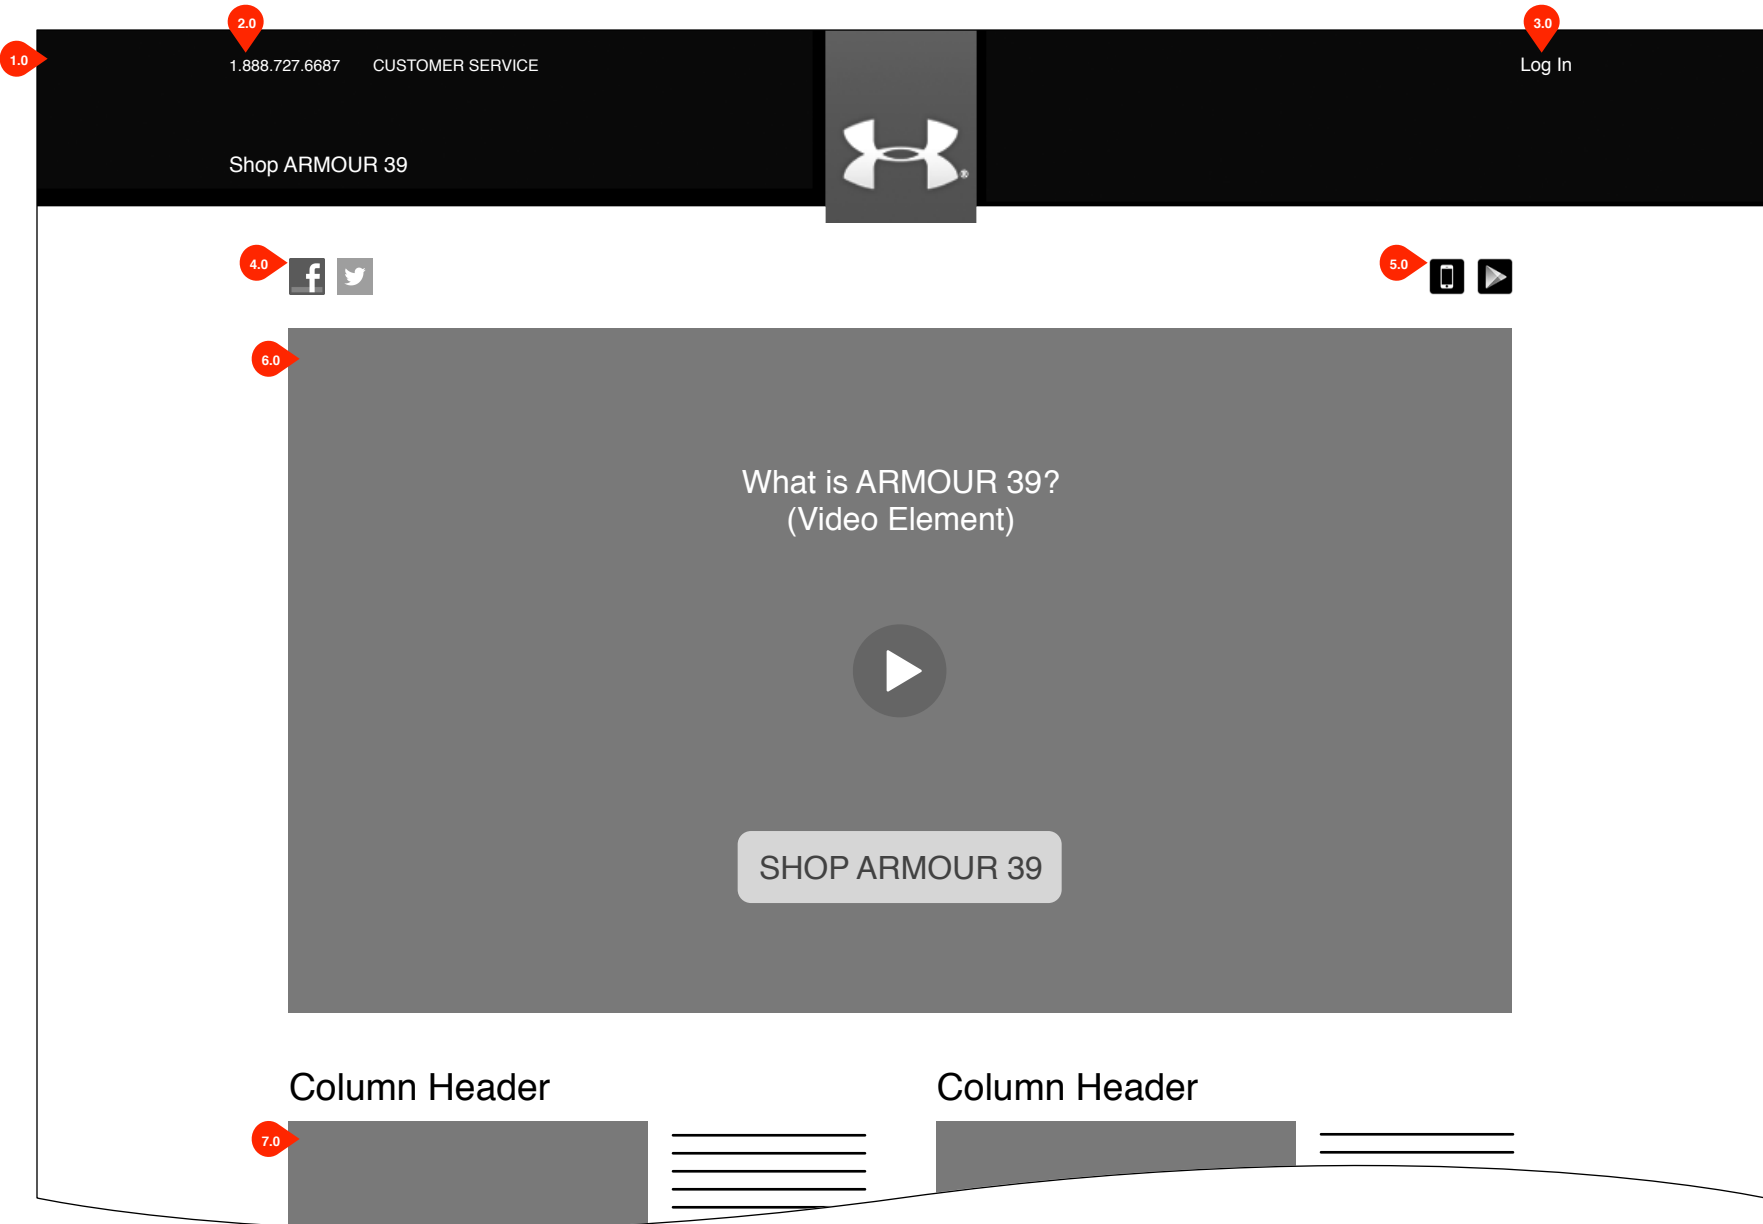 2.0
3.0
1.0
1.888.727.6687 CUSTOMER SERVICE
Log In
Shop ARMOUR 39
®
4.0
5.0
6.0
What is ARMOUR 39?
(Video Element)
SHOP ARMOUR 39
Column Header
Column Header
7.0